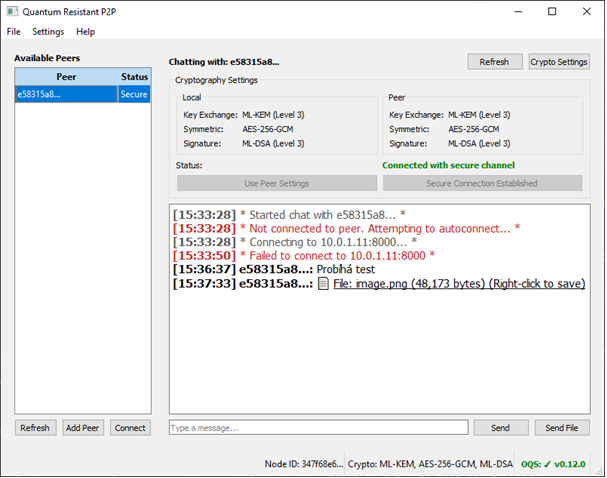 Quantum Resistant P2P
File Settings Help
Available Peers
Peer Status
e58315a8... Secure
Refresh Add Peer Connect
Chatting with: e58315a8...
Refresh Crypto Settings
Cryptography Settings
Local
Key Exchange: ML-KEM (Level 3)
Symmetric: AES-256-GCM
Signature: ML-DSA (Level 3)
Peer
Key Exchange: ML-KEM (Level 3)
Symmetric: AES-256-GCM
Signature: ML-DSA (Level 3)
Status: Connected with secure channel
Use Peer Settings Secure Connection Established
[15:33:28] * Started chat with e58315a8... *
[15:33:28] * Not connected to peer. Attempting to autoconnect... *
[15:33:28] * Connecting to 10.0.1.11:8000... *
[15:33:50] * Failed to connect to 10.0.1.11:8000 *
[15:36:37] e58315a8...: Probíhá test
[15:37:33] e58315a8...: File: image.png (48,173 bytes) (Right-click to save)
Type a message... Send Send File
Node ID: 347f68e6... Crypto: ML-KEM, AES-256-GCM, ML-DSA OQS: ✓ v0.12.0